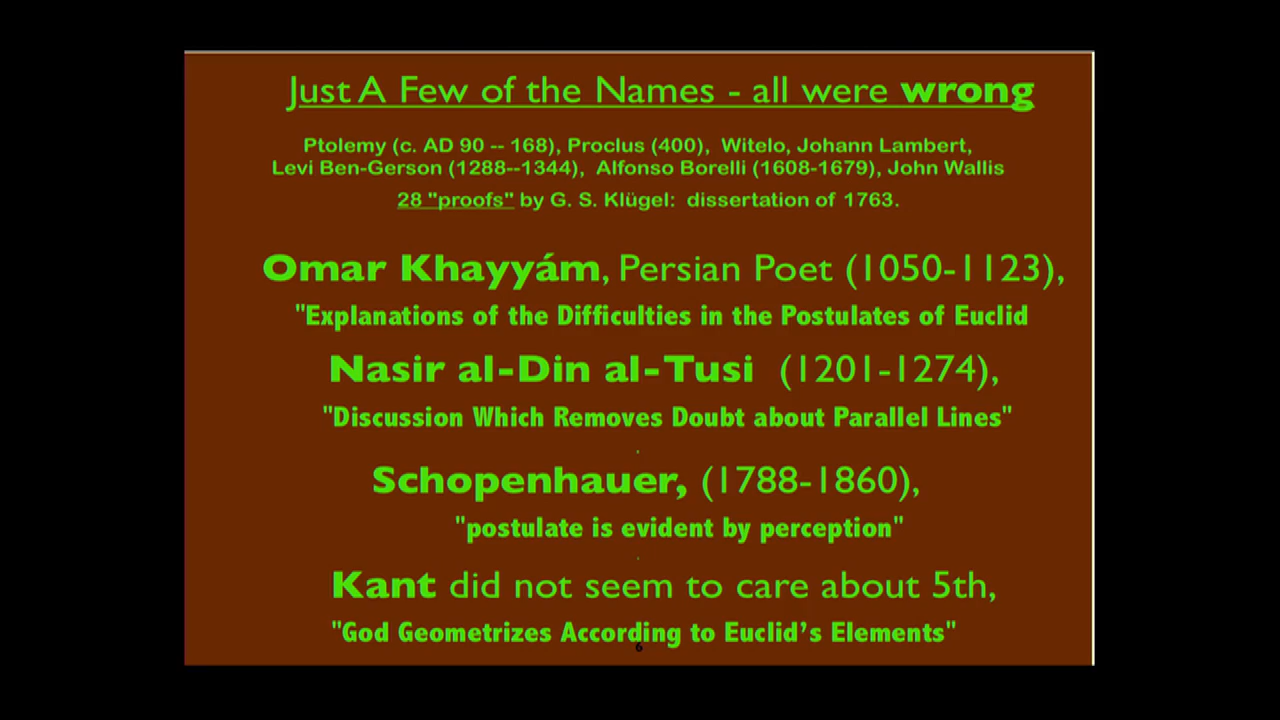 Just A Few of the Names - all were wrong
Ptolemy (c. AD 90 -- 168), Proclus (400), Witelo, Johann Lambert,
Levi Ben-Gerson (1288--1344), Alfonso Borelli (1608-1679), John Wallis
28 "proofs" by G. S. Klügel: dissertation of 1763.
Omar Khayyám, Persian Poet (1050-1123),
"Explanations of the Difficulties in the Postulates of Euclid
Nasir al-Din al-Tusi (1201-1274),
"Discussion Which Removes Doubt about Parallel Lines"
.
Schopenhauer, (1788-1860),
"postulate is evident by perception"
.
Kant did not seem to care about 5th,
"God Geometrizes According to Euclid's Elements"
6